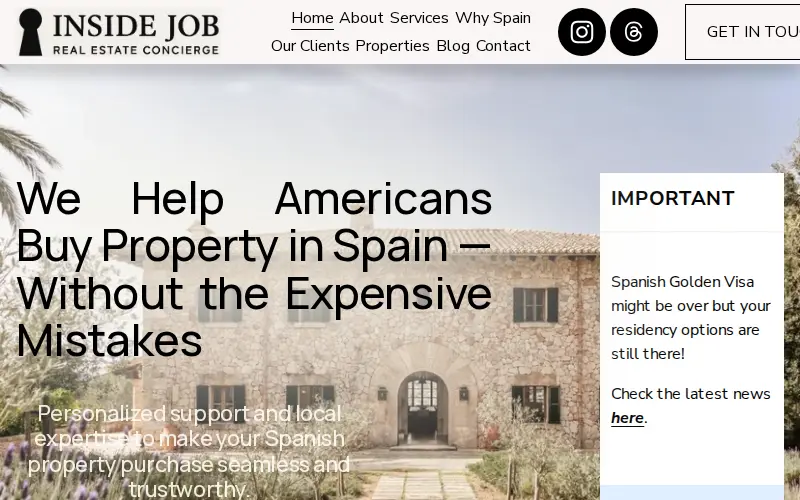 INSIDE JOB
REAL ESTATE CONCIERGE
Home About Services Why Spain
Our Clients Properties Blog Contact
GET IN TOU
We Help Americans
Buy Property in Spain —
Without the Expensive
Mistakes
Personalized support and local
expertise to make your Spanish
property purchase seamless and
trustworthy.
IMPORTANT
Spanish Golden Visa
might be over but your
residency options are
still there!
Check the latest news
here.